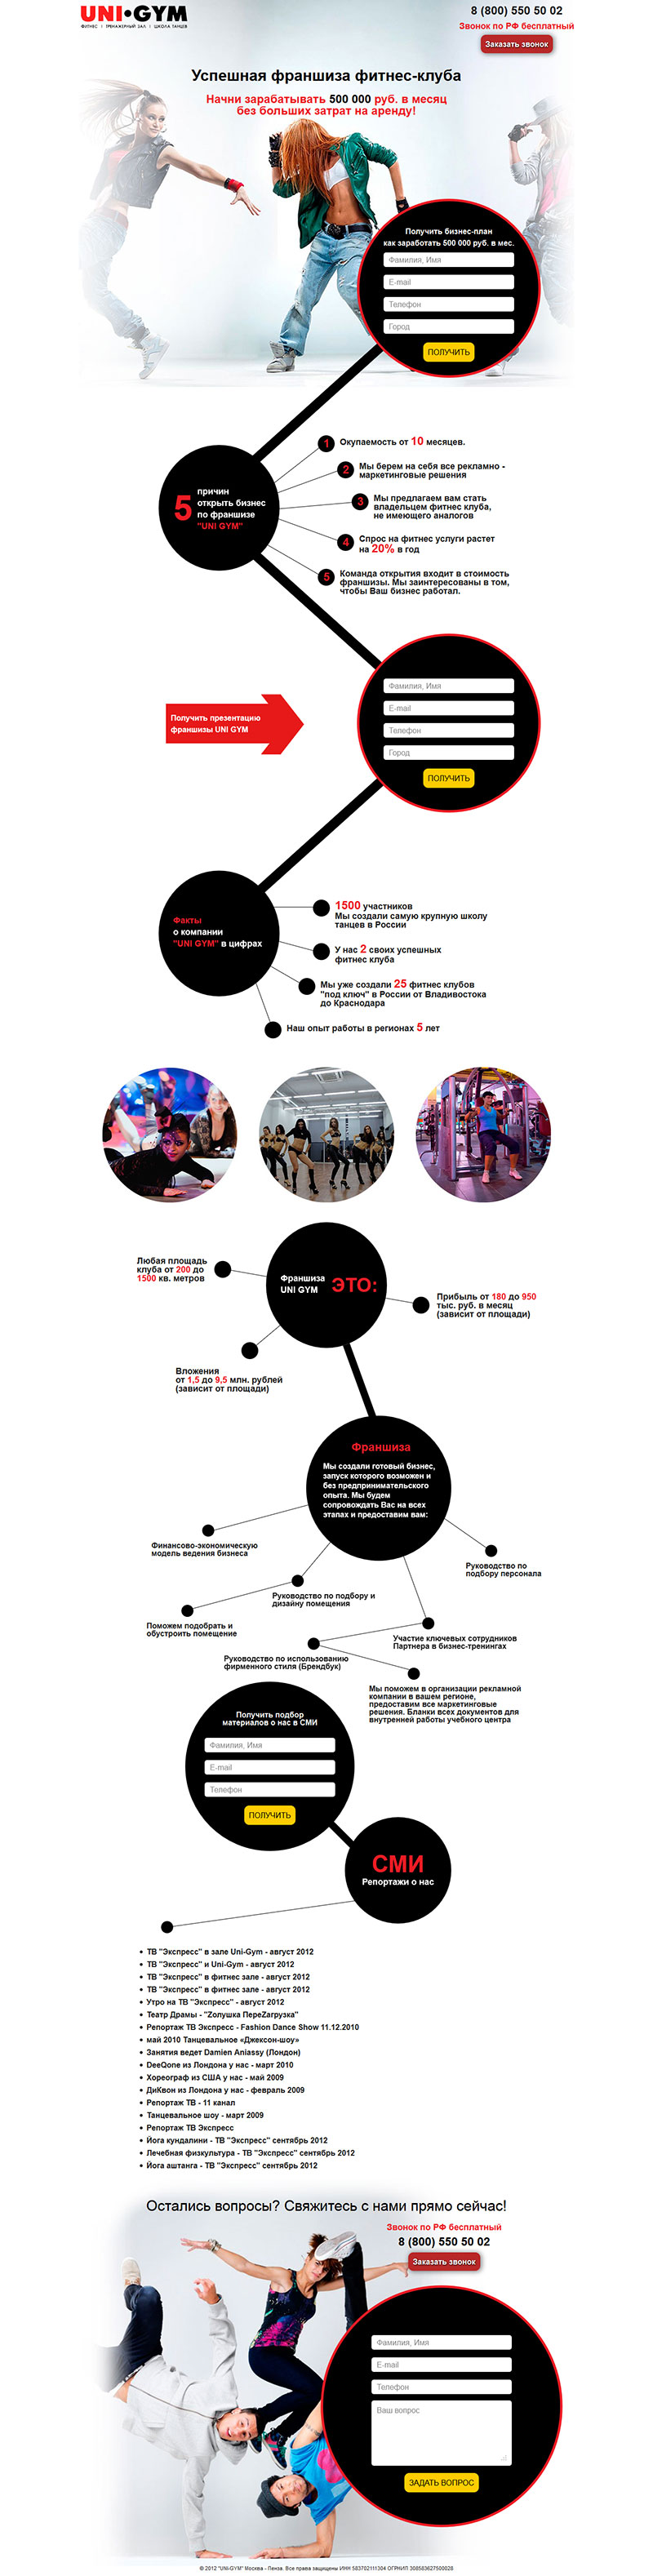 UNI•GYM
ФИТНЕС | ТРЕНАЖЕРНЫЙ ЗАЛ | ШКОЛА ТАНЦЕВ
8 (800) 550 50 02
Звонок по РФ бесплатный
Заказать звонок
Успешная франшиза фитнес-клуба
Начни зарабатывать 500 000 руб. в месяц
без больших затрат на аренду!
Получить бизнес-план
как заработать 500 000 руб. в мес.
Фамилия, Имя
E-mail
Телефон
Город
ПОЛУЧИТЬ
5 причин
открыть бизнес
по франшизе
"UNI GYM"
1 Окупаемость от 10 месяцев.
2 Мы берем на себя все рекламно -
маркетинговые решения
3 Мы предлагаем вам стать
владельцем фитнес клуба,
не имеющего аналогов
4 Спрос на фитнес услуги растет
на 20% в год
5 Команда открытия входит в стоимость
франшизы. Мы заинтересованы в том,
чтобы Ваш бизнес работал.
Получить презентацию
франшизы UNI GYM
Фамилия, Имя
E-mail
Телефон
Город
ПОЛУЧИТЬ
Факты
о компании
"UNI GYM" в цифрах
1500 участников
Мы создали самую крупную школу
танцев в России
У нас 2 своих успешных
фитнес клуба
Мы уже создали 25 фитнес клубов
"под ключ" в России от Владивостока
до Краснодара
Наш опыт работы в регионах 5 лет
Любая площадь
клуба от 200 до
1500 кв. метров
Франшиза
UNI GYM
ЭТО:
Прибыль от 180 до 950
тыс. руб. в месяц
(зависит от площади)
Вложения
от 1,5 до 9,5 млн. рублей
(зависит от площади)
Франшиза
Мы создали готовый бизнес,
запуск которого возможен и
без предпринимательского
опыта. Мы будем
сопровождать Вас на всех
этапах и предоставим вам:
Финансово-экономическую
модель ведения бизнеса
Руководство по
подбору персонала
Руководство по подбору и
дизайну помещения
Поможем подобрать и
обустроить помещение
Участие ключевых сотрудников
Партнера в бизнес-тренингах
Руководство по использованию
фирменного стиля (Брендбук)
Мы поможем в организации рекламной
компании в вашем регионе,
предоставим все маркетинговые
решения. Бланки всех документов для
внутренней работы учебного центра
Получить подбор
материалов о нас в СМИ
Фамилия, Имя
E-mail
Телефон
ПОЛУЧИТЬ
СМИ
Репортажи о нас
• ТВ "Экспресс" в зале Uni-Gym - август 2012
• ТВ "Экспресс" и Uni-Gym - август 2012
• ТВ "Экспресс" в фитнес зале - август 2012
• ТВ "Экспресс" в фитнес зале - август 2012
• Утро на ТВ "Экспресс" - август 2012
• Театр Драмы - "Zолушка ПереZагрузка"
• Репортаж ТВ Экспресс - Fashion Dance Show 11.12.2010
• май 2010 Танцевальное «Джексон-шоу»
• Занятия ведет Damien Aniassy (Лондон)
• DeeQone из Лондона у нас - март 2010
• Хореограф из США у нас - май 2009
• ДиКвон из Лондона у нас - февраль 2009
• Репортаж ТВ - 11 канал
• Танцевальное шоу - март 2009
• Репортаж ТВ Экспресс
• Йога кундалини - ТВ "Экспресс" сентябрь 2012
• Лечебная физкультура - ТВ "Экспресс" сентябрь 2012
• Йога аштанга - ТВ "Экспресс" сентябрь 2012
Остались вопросы? Свяжитесь с нами прямо сейчас!
Звонок по РФ бесплатный
8 (800) 550 50 02
Заказать звонок
Фамилия, Имя
E-mail
Телефон
Ваш вопрос
ЗАДАТЬ ВОПРОС
© 2012 "UNI-GYM" Москва - Пенза. Все права защищены ИНН 583702111304 ОГРНИП 308583627500028